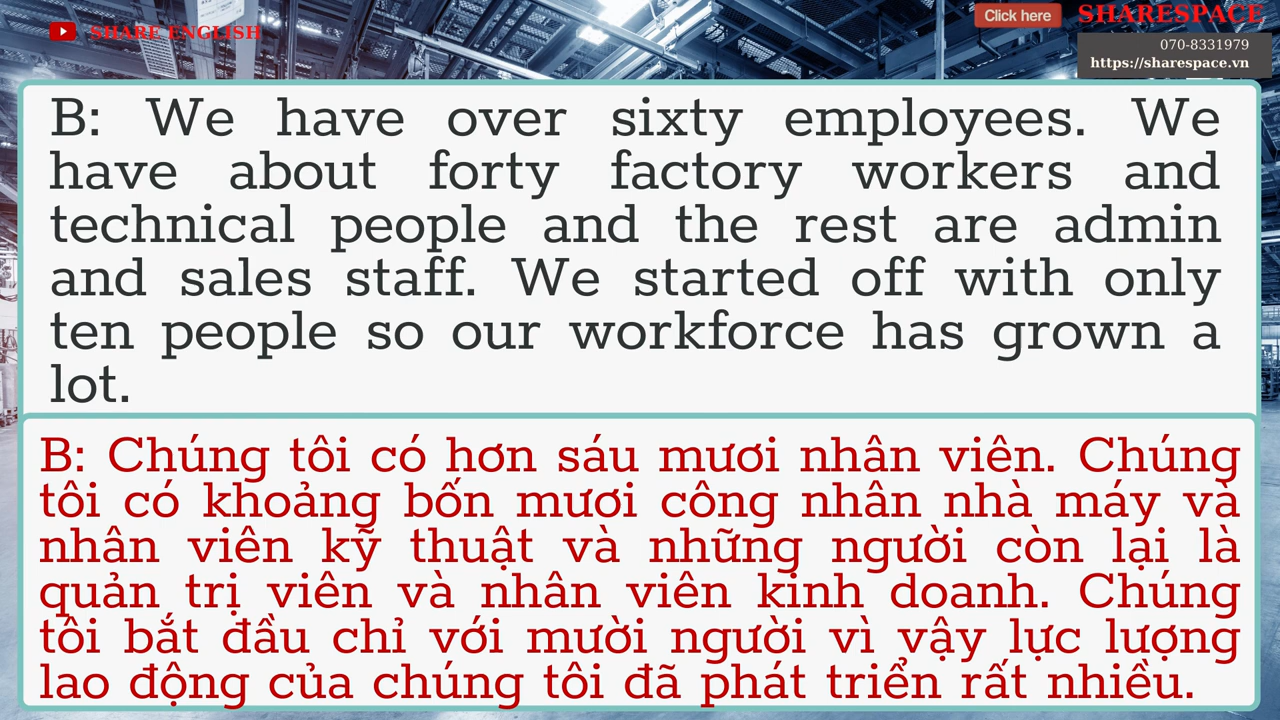 SHARE ENGLISH
Click here
SHARESPACE
070-8331979
https://sharespace.vn
B: We have over sixty employees. We
have about forty factory workers and
technical people and the rest are admin
and sales staff. We started off with only
ten people so our workforce has grown a
lot.
B: Chúng tôi có hơn sáu mươi nhân viên. Chúng
tôi có khoảng bốn mươi công nhân nhà máy và
nhân viên kỹ thuật và những người còn lại là
quản trị viên và nhân viên kinh doanh. Chúng
tôi bắt đầu chỉ với mười người vì vậy lực lượng
lao động của chúng tôi đã phát triển rất nhiều.